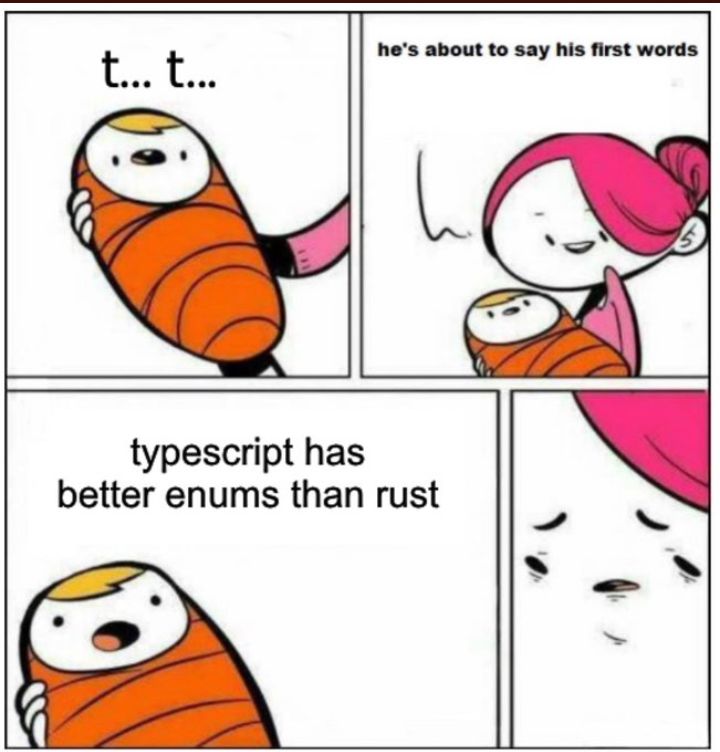 t... t...
he's about to say his first words
typescript has
better enums than rust